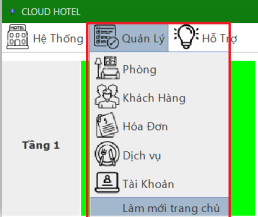 CLOUD HOTEL
Hệ Thống Quản Lý Hỗ Trợ
Phòng
Khách Hàng
Hóa Đơn
Dịch vụ
Tài Khoản
Làm mới trang chủ
Tầng 1